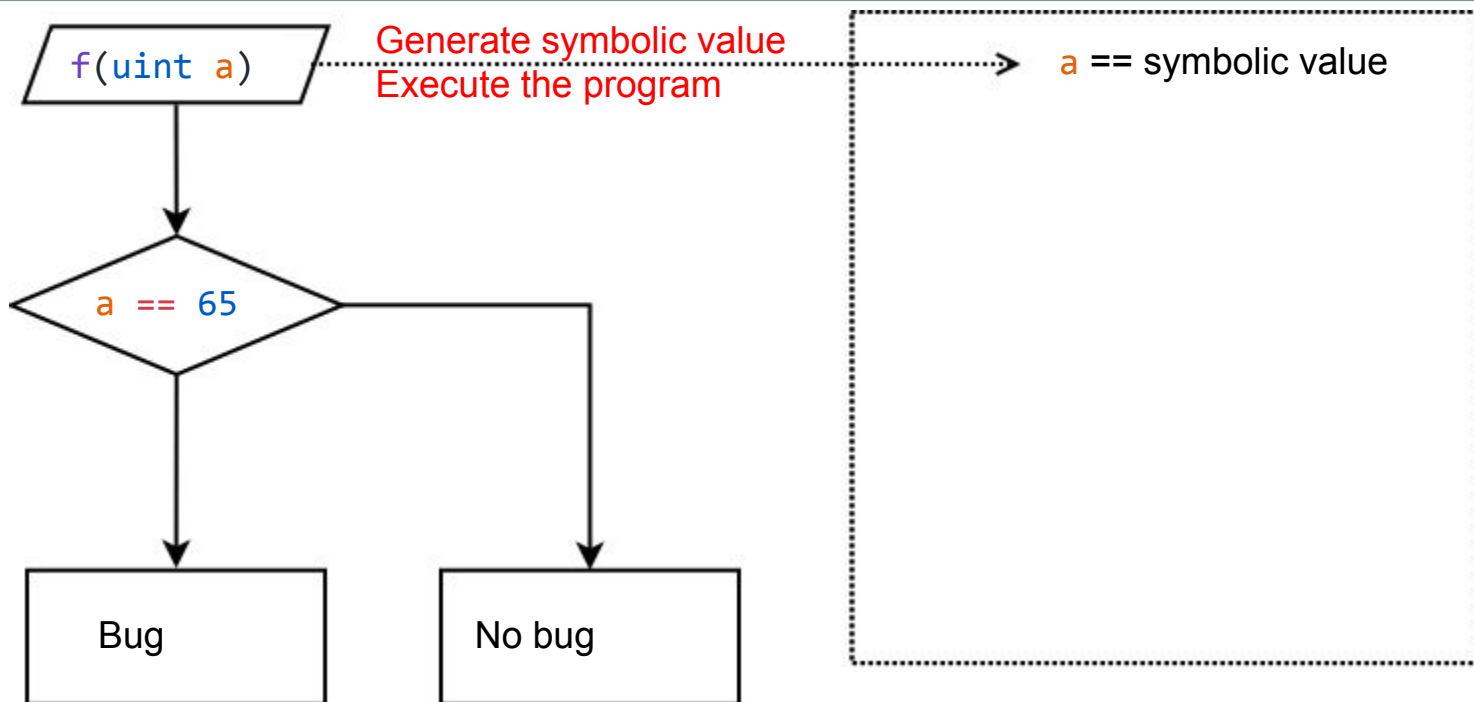 f(uint a)
Generate symbolic value
Execute the program
a == symbolic value
a == 65
Bug
No bug